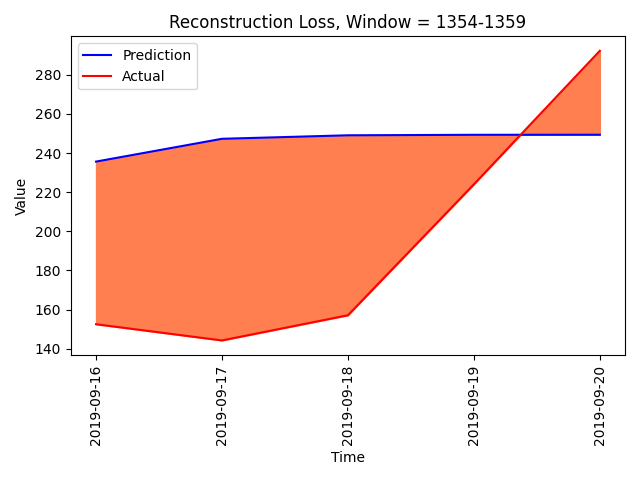 Reconstruction Loss, Window = 1354-1359
Prediction
Actual
280
260
240
220
200
180
160
140
Value
2019-09-16
2019-09-17
2019-09-18
2019-09-19
2019-09-20
Time